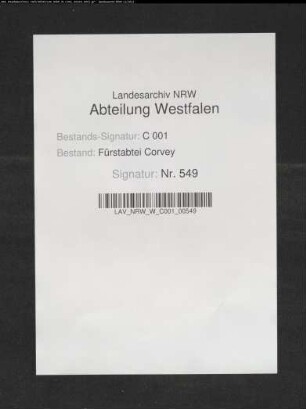 Landesarchiv NRW
Abteilung Westfalen
Bestands-Signatur: C 001
Bestand: Fürstabtei Corvey
Signatur: Nr. 549
LAV_NRW_W_C001_00549